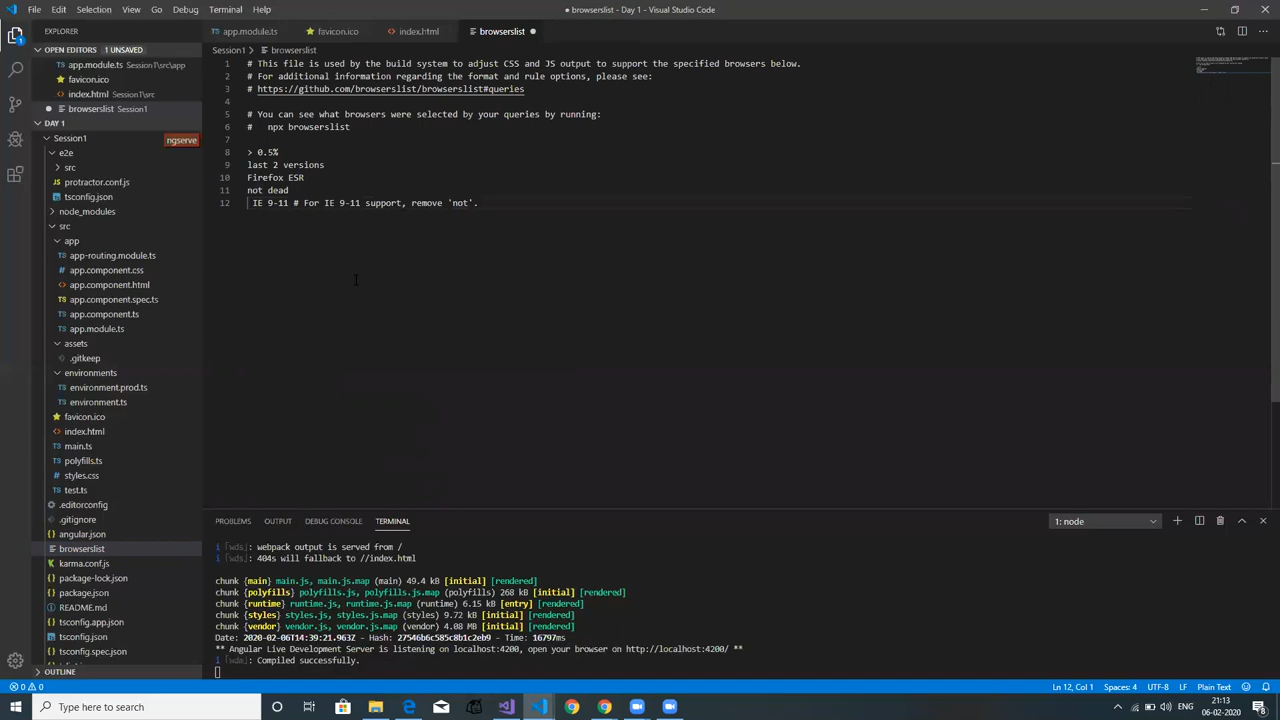 File Edit Selection View Go Debug Terminal Help
● browserslist - Day 1 - Visual Studio Code
EXPLORER
app.module.ts
favicon.ico
index.html
browserslist ●
OPEN EDITORS 1 UNSAVED
app.module.ts Session1\src\app
favicon.ico
index.html Session1\src
● browserslist Session1
DAY 1
Session1
ngserve
e2e
src
protractor.conf.js
tsconfig.json
node_modules
src
app
app-routing.module.ts
app.component.css
app.component.html
app.component.spec.ts
app.component.ts
app.module.ts
assets
.gitkeep
environments
environment.prod.ts
environment.ts
favicon.ico
index.html
main.ts
polyfills.ts
styles.css
test.ts
.editorconfig
.gitignore
angular.json
browserslist
karma.conf.js
package-lock.json
package.json
README.md
tsconfig.app.json
tsconfig.json
tsconfig.spec.json
OUTLINE
Session1 > browserslist
1 # This file is used by the build system to adjust CSS and JS output to support the specified browsers below.
2 # For additional information regarding the format and rule options, please see:
3 # https://github.com/browserslist/browserslist#queries
4
5 # You can see what browsers were selected by your queries by running:
6 #   npx browserslist
7
8 > 0.5%
9 last 2 versions
10 Firefox ESR
11 not dead
12  IE 9-11 # For IE 9-11 support, remove 'not'.
PROBLEMS OUTPUT DEBUG CONSOLE TERMINAL
1: node
i ｢wds｣: webpack output is served from /
i ｢wds｣: 404s will fallback to //index.html
chunk {main} main.js, main.js.map (main) 49.4 kB [initial] [rendered]
chunk {polyfills} polyfills.js, polyfills.js.map (polyfills) 268 kB [initial] [rendered]
chunk {runtime} runtime.js, runtime.js.map (runtime) 6.15 kB [entry] [rendered]
chunk {styles} styles.js, styles.js.map (styles) 9.72 kB [initial] [rendered]
chunk {vendor} vendor.js, vendor.js.map (vendor) 4.08 MB [initial] [rendered]
Date: 2020-02-06T14:39:21.963Z - Hash: 27546b6c585c8b1c2eb9 - Time: 16797ms
** Angular Live Development Server is listening on localhost:4200, open your browser on http://localhost:4200/ **
i ｢wdm｣: Compiled successfully.
0 0
Ln 12, Col 1 Spaces: 4 UTF-8 LF Plain Text
Type here to search
ENG
21:13
06-02-2020